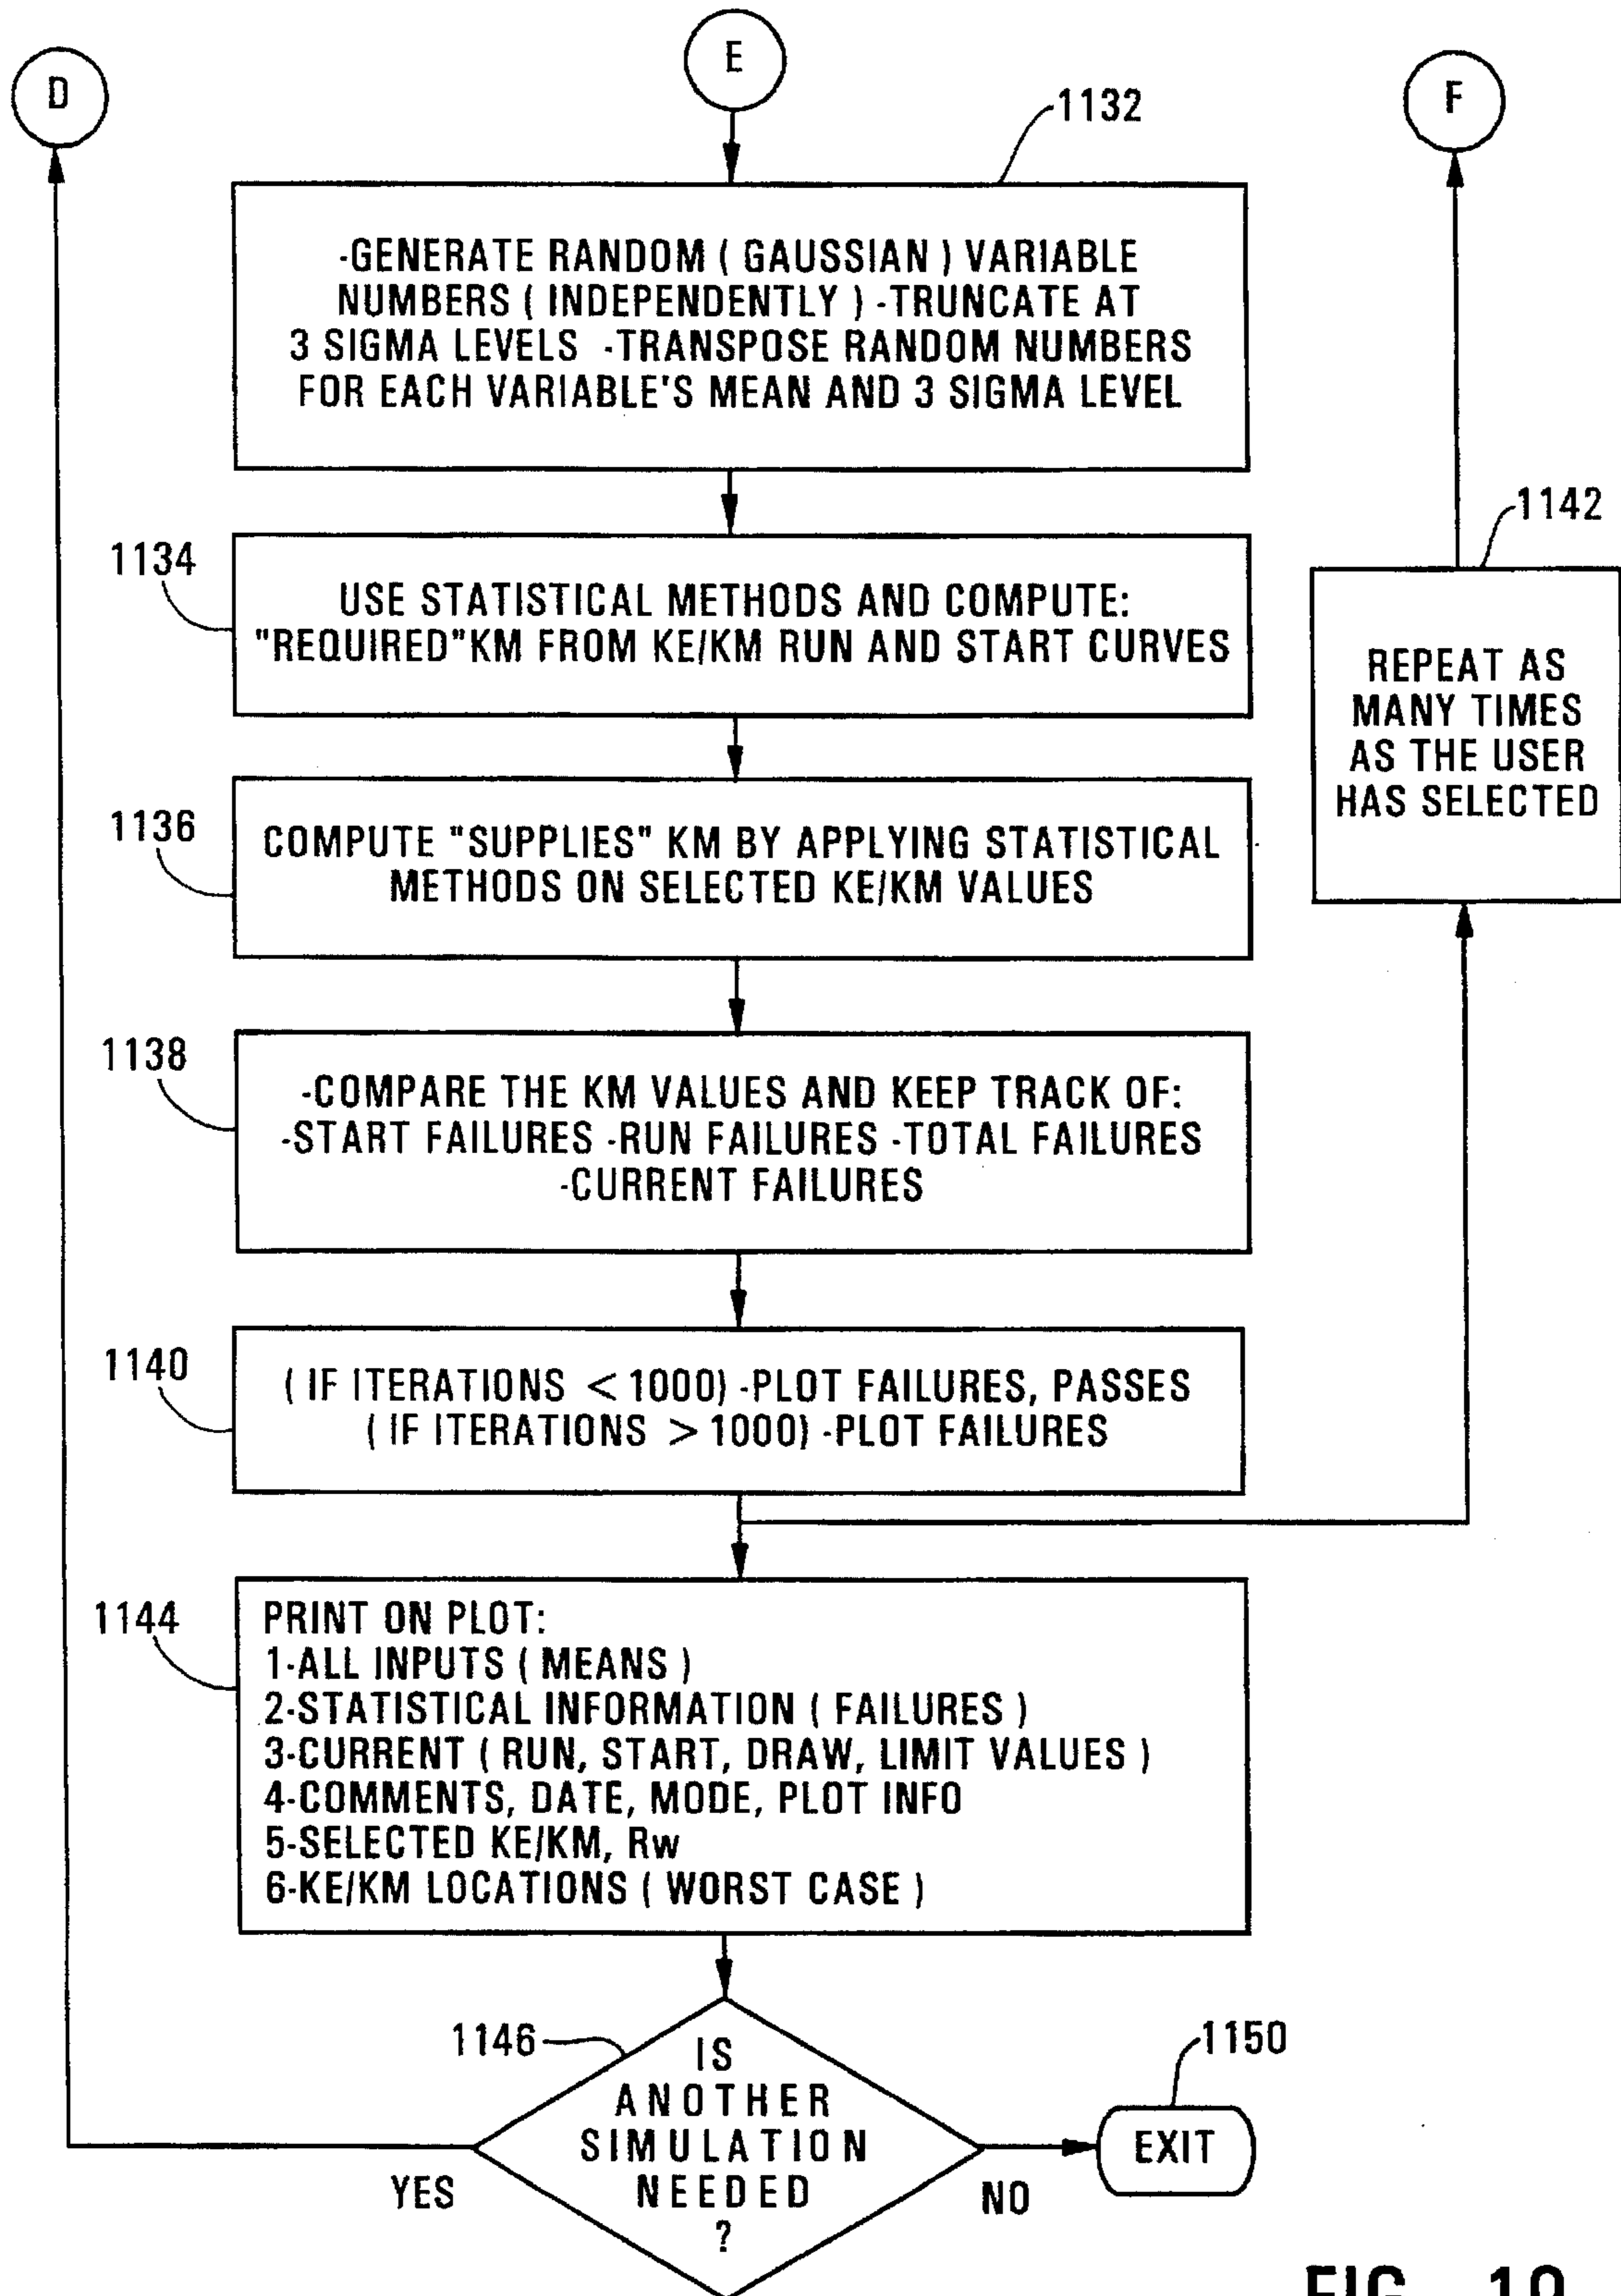 D
E
F
1132
-GENERATE RANDOM ( GAUSSIAN ) VARIABLE
NUMBERS ( INDEPENDENTLY ) -TRUNCATE AT
3 SIGMA LEVELS -TRANSPOSE RANDOM NUMBERS
FOR EACH VARIABLE'S MEAN AND 3 SIGMA LEVEL
1134
USE STATISTICAL METHODS AND COMPUTE:
"REQUIRED"KM FROM KE/KM RUN AND START CURVES
1142
REPEAT AS
MANY TIMES
AS THE USER
HAS SELECTED
1136
COMPUTE "SUPPLIES" KM BY APPLYING STATISTICAL
METHODS ON SELECTED KE/KM VALUES
1138
-COMPARE THE KM VALUES AND KEEP TRACK OF:
-START FAILURES -RUN FAILURES -TOTAL FAILURES
-CURRENT FAILURES
1140
( IF ITERATIONS < 1000) -PLOT FAILURES, PASSES
( IF ITERATIONS > 1000) -PLOT FAILURES
1144
PRINT ON PLOT:
1-ALL INPUTS ( MEANS )
2-STATISTICAL INFORMATION ( FAILURES )
3-CURRENT ( RUN, START, DRAW, LIMIT VALUES )
4-COMMENTS, DATE, MODE, PLOT INFO
5-SELECTED KE/KM, Rw
6-KE/KM LOCATIONS ( WORST CASE )
1146
IS
ANOTHER
SIMULATION
NEEDED
?
YES
NO
1150
EXIT